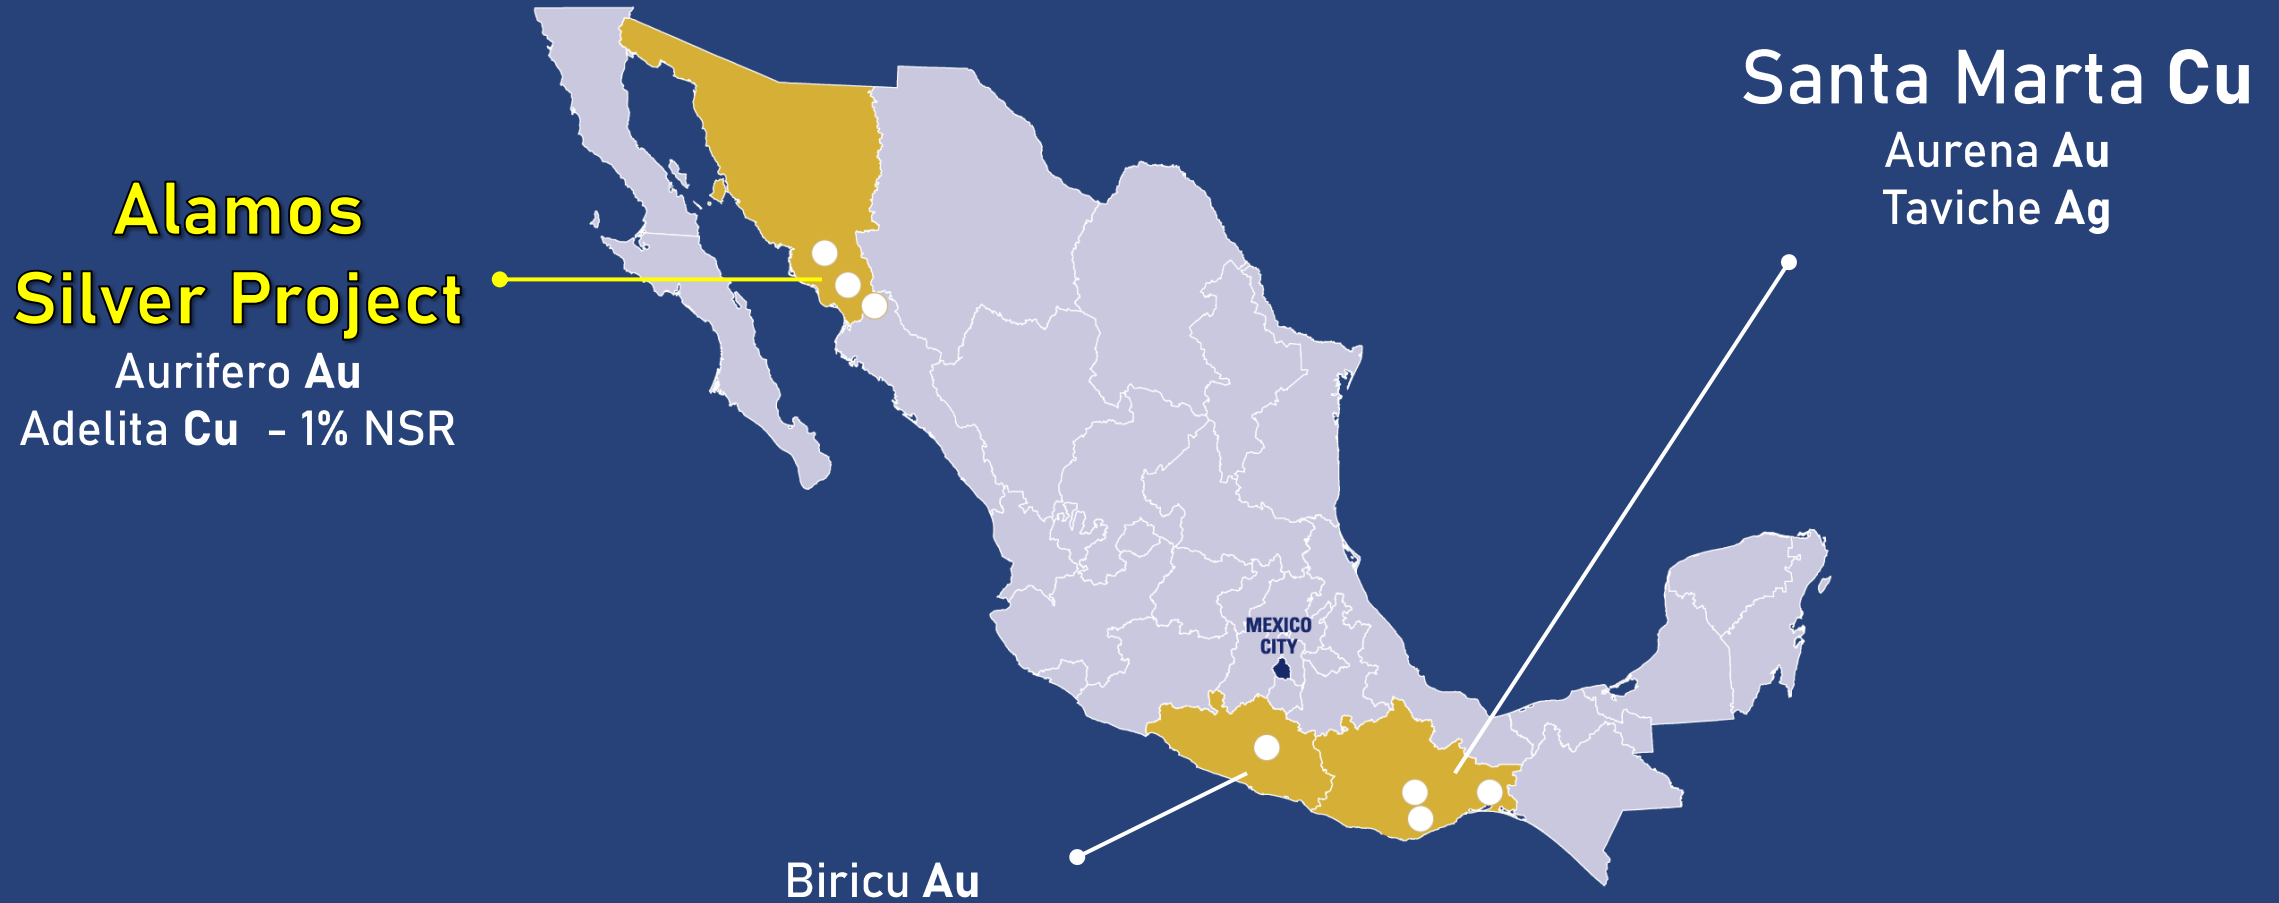 Alamos
Silver Project
Aurifero Au
Adelita Cu - 1% NSR
Santa Marta Cu
Aurena Au
Taviche Ag
MEXICO
CITY
Biricu Au